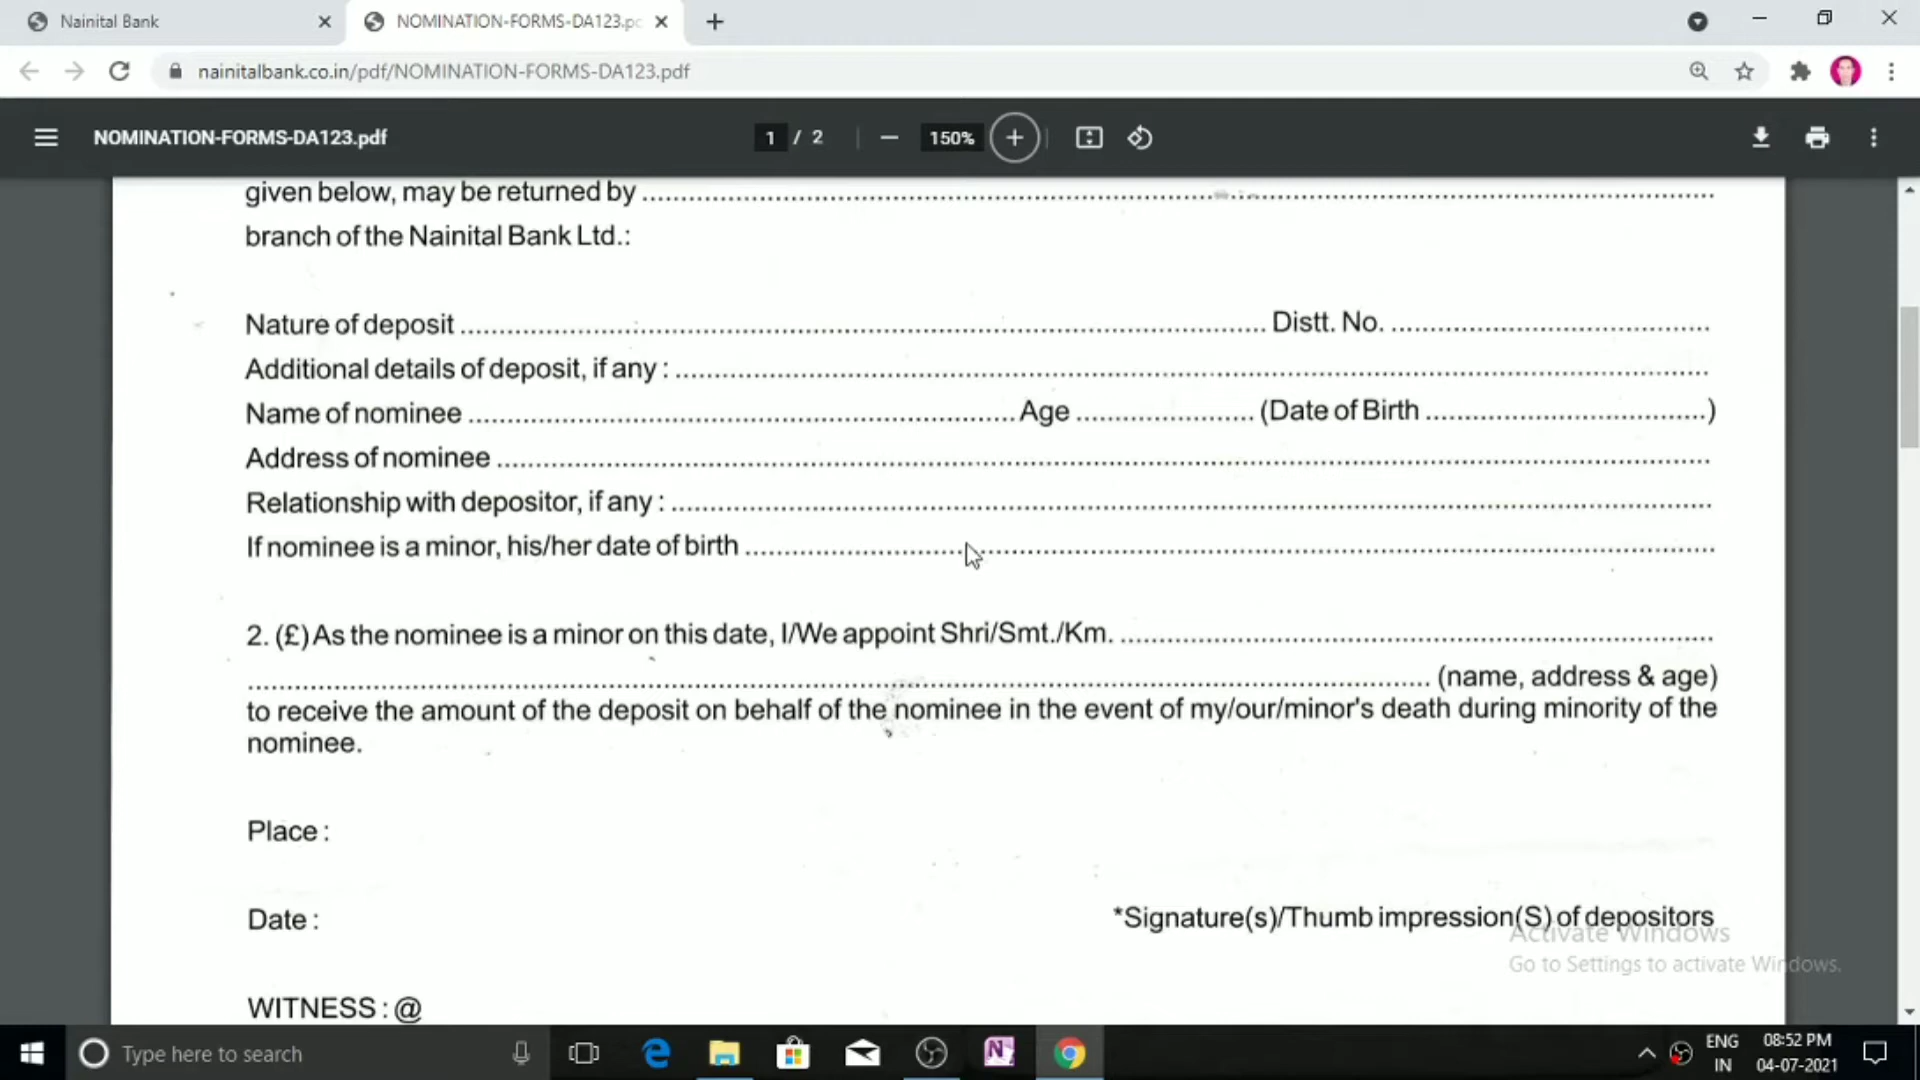 Nainital Bank
NOMINATION-FORMS-DA123.pc
nainitalbank.co.in/pdf/NOMINATION-FORMS-DA123.pdf
NOMINATION-FORMS-DA123.pdf
1 / 2
150%
given below, may be returned by ........................................................................
branch of the Nainital Bank Ltd.:
Nature of deposit ........................................................................ Distt. No. ....................................
Additional details of deposit, if any : ........................................................................
Name of nominee ........................................................ Age ...................... (Date of Birth ..................................)
Address of nominee ........................................................................
Relationship with depositor, if any : ........................................................................
If nominee is a minor, his/her date of birth ........................................................................
2. (£) As the nominee is a minor on this date, I/We appoint Shri/Smt./Km. ........................................................................
........................................................................ (name, address & age)
to receive the amount of the deposit on behalf of the nominee in the event of my/our/minor's death during minority of the
nominee.
Place :
Date :
*Signature(s)/Thumb impression(S) of depositors
Activate Windows
Go to Settings to activate Windows.
WITNESS : @
Type here to search
ENG
IN
08:52 PM
04-07-2021